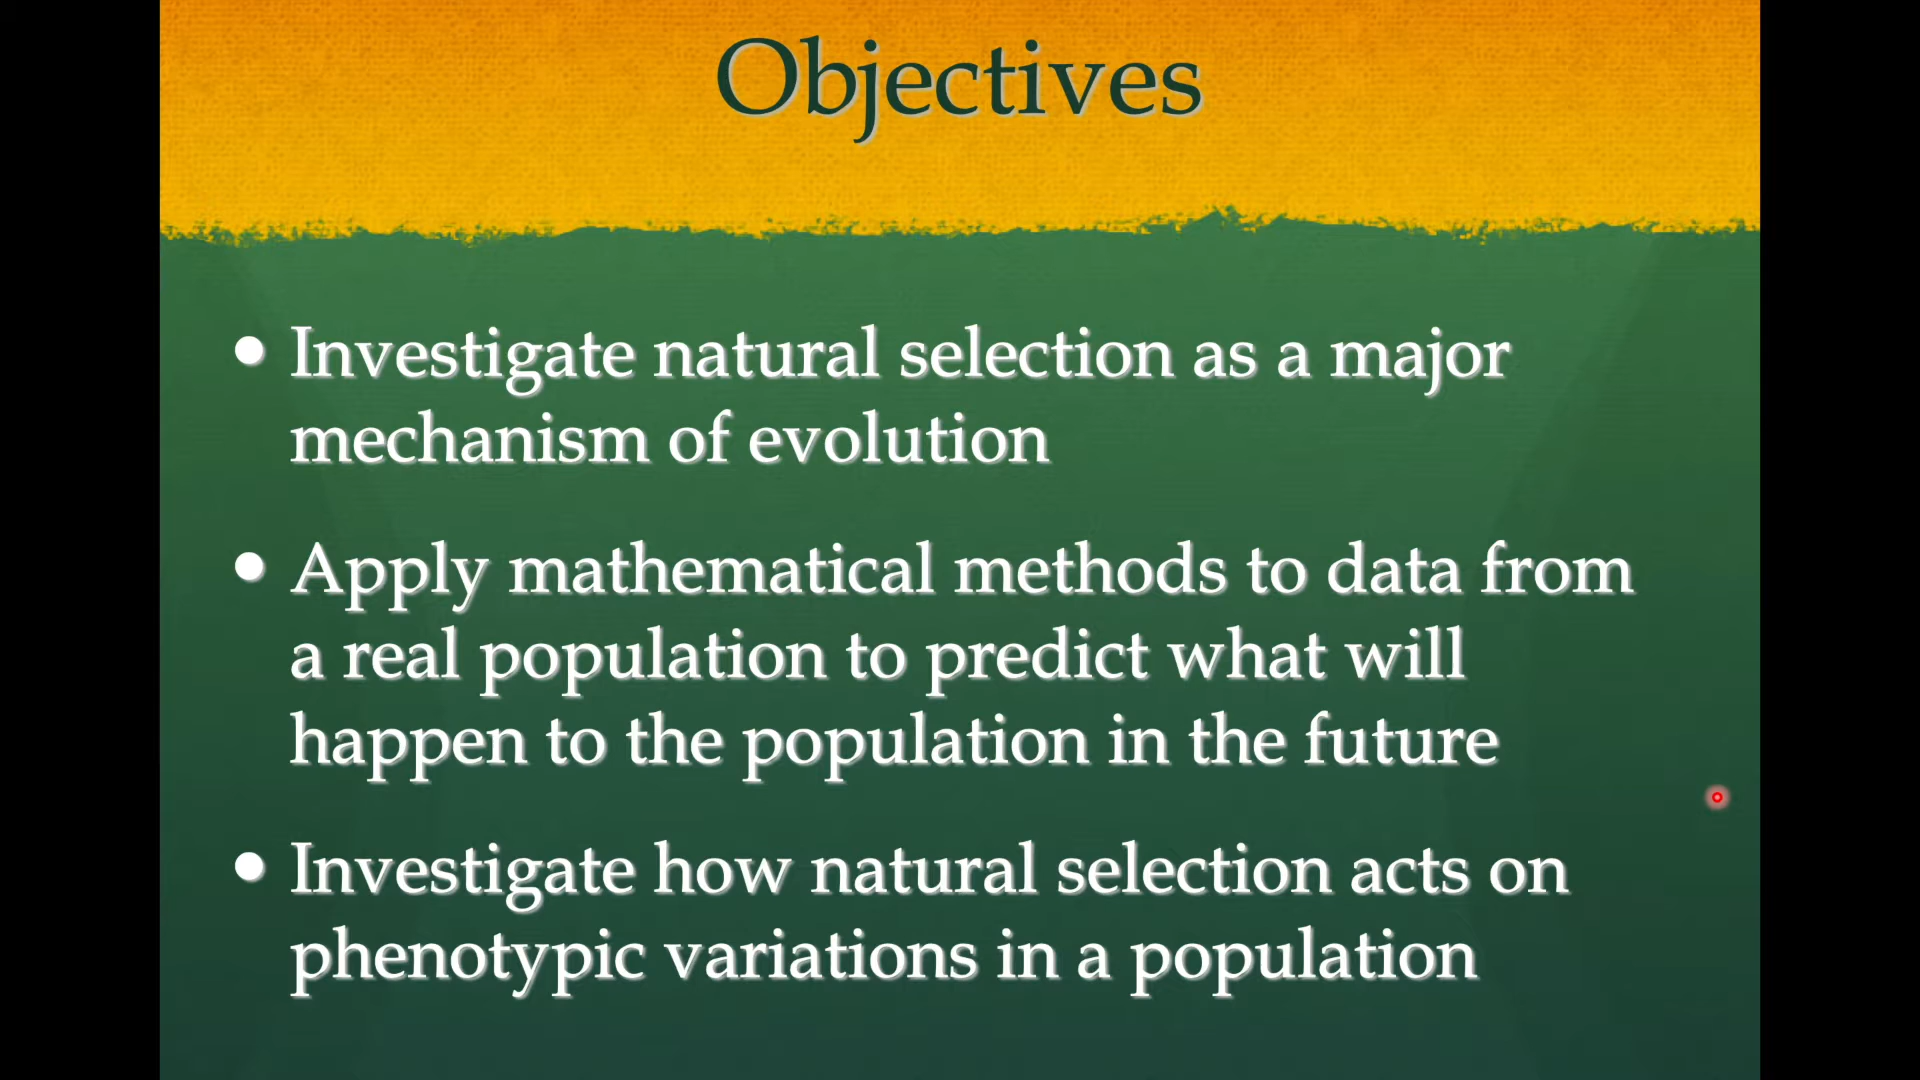 Objectives
• Investigate natural selection as a major
mechanism of evolution
• Apply mathematical methods to data from
a real population to predict what will
happen to the population in the future
• Investigate how natural selection acts on
phenotypic variations in a population